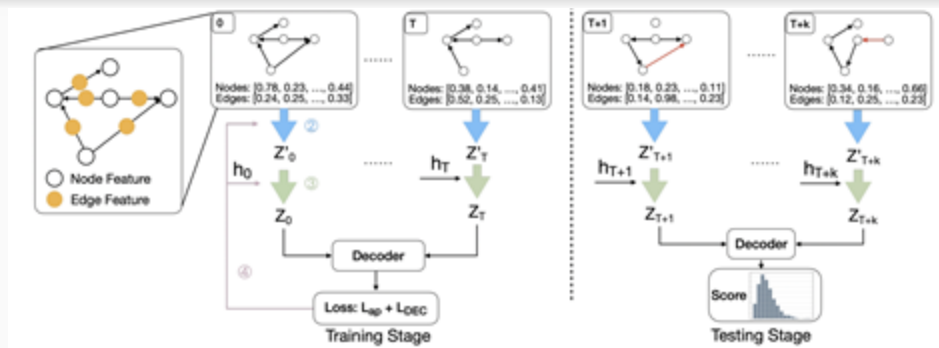 0
Nodes: [0.78, 0.23, ..., 0.44]
Edges: [0.24, 0.25, ..., 0.33]
......
T
Nodes: [0.38, 0.14, ..., 0.41]
Edges: [0.52, 0.25, ..., 0.13]
T+1
Nodes: [0.18, 0.23, ..., 0.11]
Edges: [0.14, 0.98, ..., 0.23]
......
T+k
Nodes: [0.34, 0.16, ..., 0.66]
Edges: [0.12, 0.25, ..., 0.23]
Node Feature
Edge Feature
②
Z'0
Z'T
Z'T+1
Z'T+k
h0
③
......
hT
hT+1
......
hT+k
Z0
ZT
ZT+1
ZT+k
Decoder
Decoder
④
Loss: Lap + LDEC
Score
Training Stage
Testing Stage